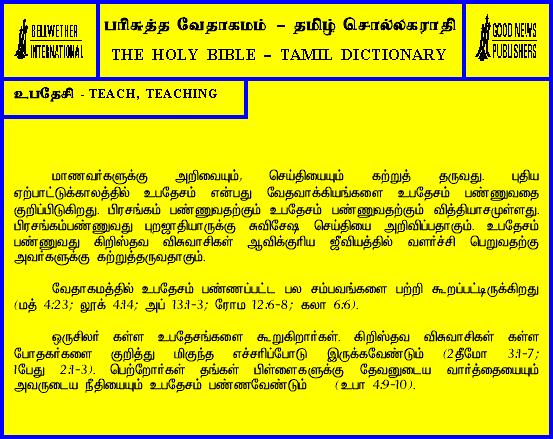 BELLWETHER
INTERNATIONAL
பரிசுத்த வேதாகமம் – தமிழ் சொல்லகராதி
THE HOLY BIBLE – TAMIL DICTIONARY
GOOD NEWS
PUBLISHERS
உபதேசி - TEACH, TEACHING
மாணவர்களுக்கு அறிவையும், செய்தியையும் கற்றுத் தருவது. புதிய
ஏற்பாட்டுக்காலத்தில் உபதேசம் என்பது வேதவாக்கியங்களை உபதேசம் பண்ணுவதை
குறிப்பிடுகிறது. பிரசங்கம் பண்ணுவதற்கும் உபதேசம் பண்ணுவதற்கும் வித்தியாசமுள்ளது.
பிரசங்கம்பண்ணுவது புறஜாதியாருக்கு சுவிசேஷ செய்தியை அறிவிப்பதாகும். உபதேசம்
பண்ணுவது கிறிஸ்தவ விசுவாசிகள் ஆவிக்குரிய ஜீவியத்தில் வளர்ச்சி பெறுவதற்கு
அவர்களுக்கு கற்றுத்தருவதாகும்.
வேதாகமத்தில் உபதேசம் பண்ணப்பட்ட பல சம்பவங்களை பற்றி கூறப்பட்டிருக்கிறது
(மத் 4:23; லூக் 4:14; அப் 13:1-3; ரோம 12:6-8; கலா 6:6).
ஒருசிலர் கள்ள உபதேசங்களை கூறுகிறார்கள். கிறிஸ்தவ விசுவாசிகள் கள்ள
போதகர்களை குறித்து மிகுந்த எச்சரிப்போடு இருக்கவேண்டும் (2தீமோ 3:1-7;
1பேது 2:1-3). பெற்றோர்கள் தங்கள் பிள்ளைகளுக்கு தேவனுடைய வார்த்தையையும்
அவருடைய நீதியையும் உபதேசம் பண்ணவேண்டும் (உபா 4:9-10).